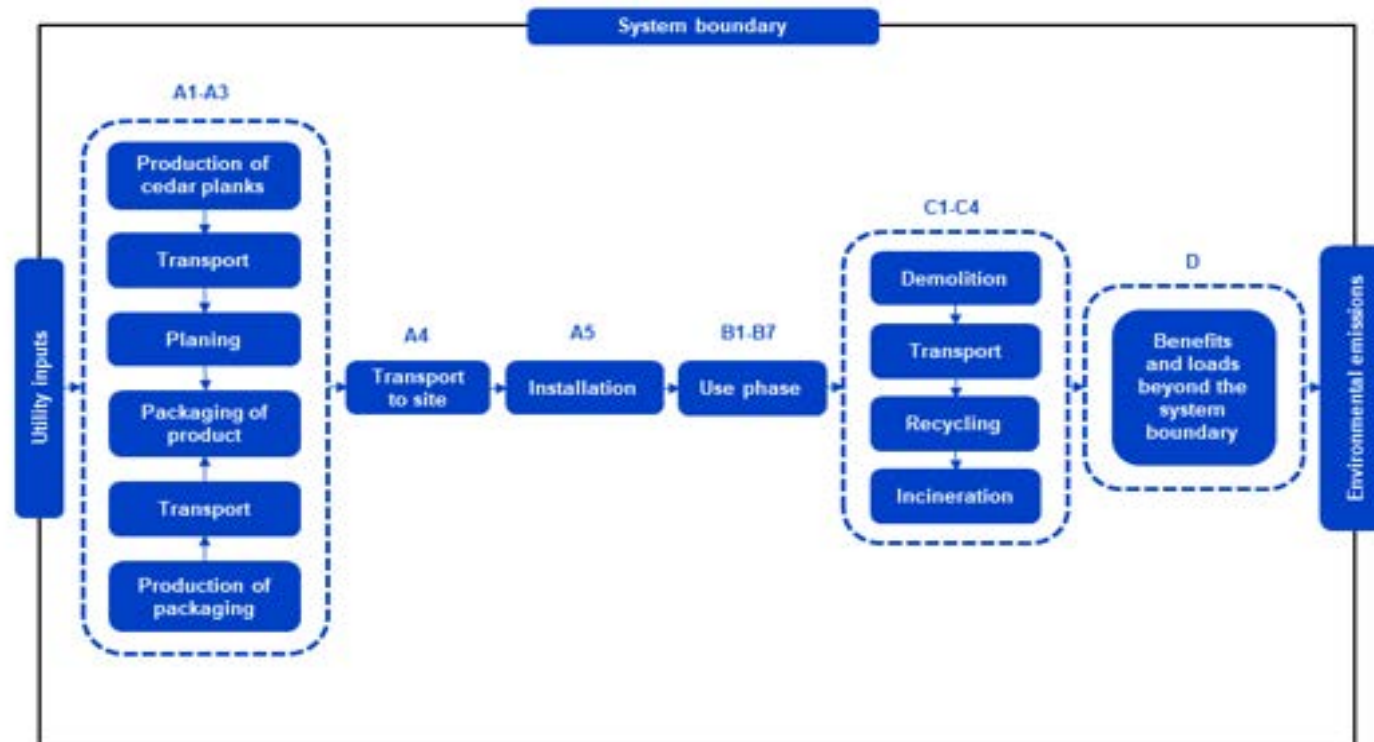 System boundary
A1-A3
Production of
cedar planks
Transport
Planing
Packaging of
product
Transport
Production of
packaging
Utility inputs
A4
Transport
to site
A5
Installation
B1-B7
Use phase
C1-C4
Demolition
Transport
Recycling
Incineration
D
Benefits
and loads
beyond the
system
boundary
Environmental emissions